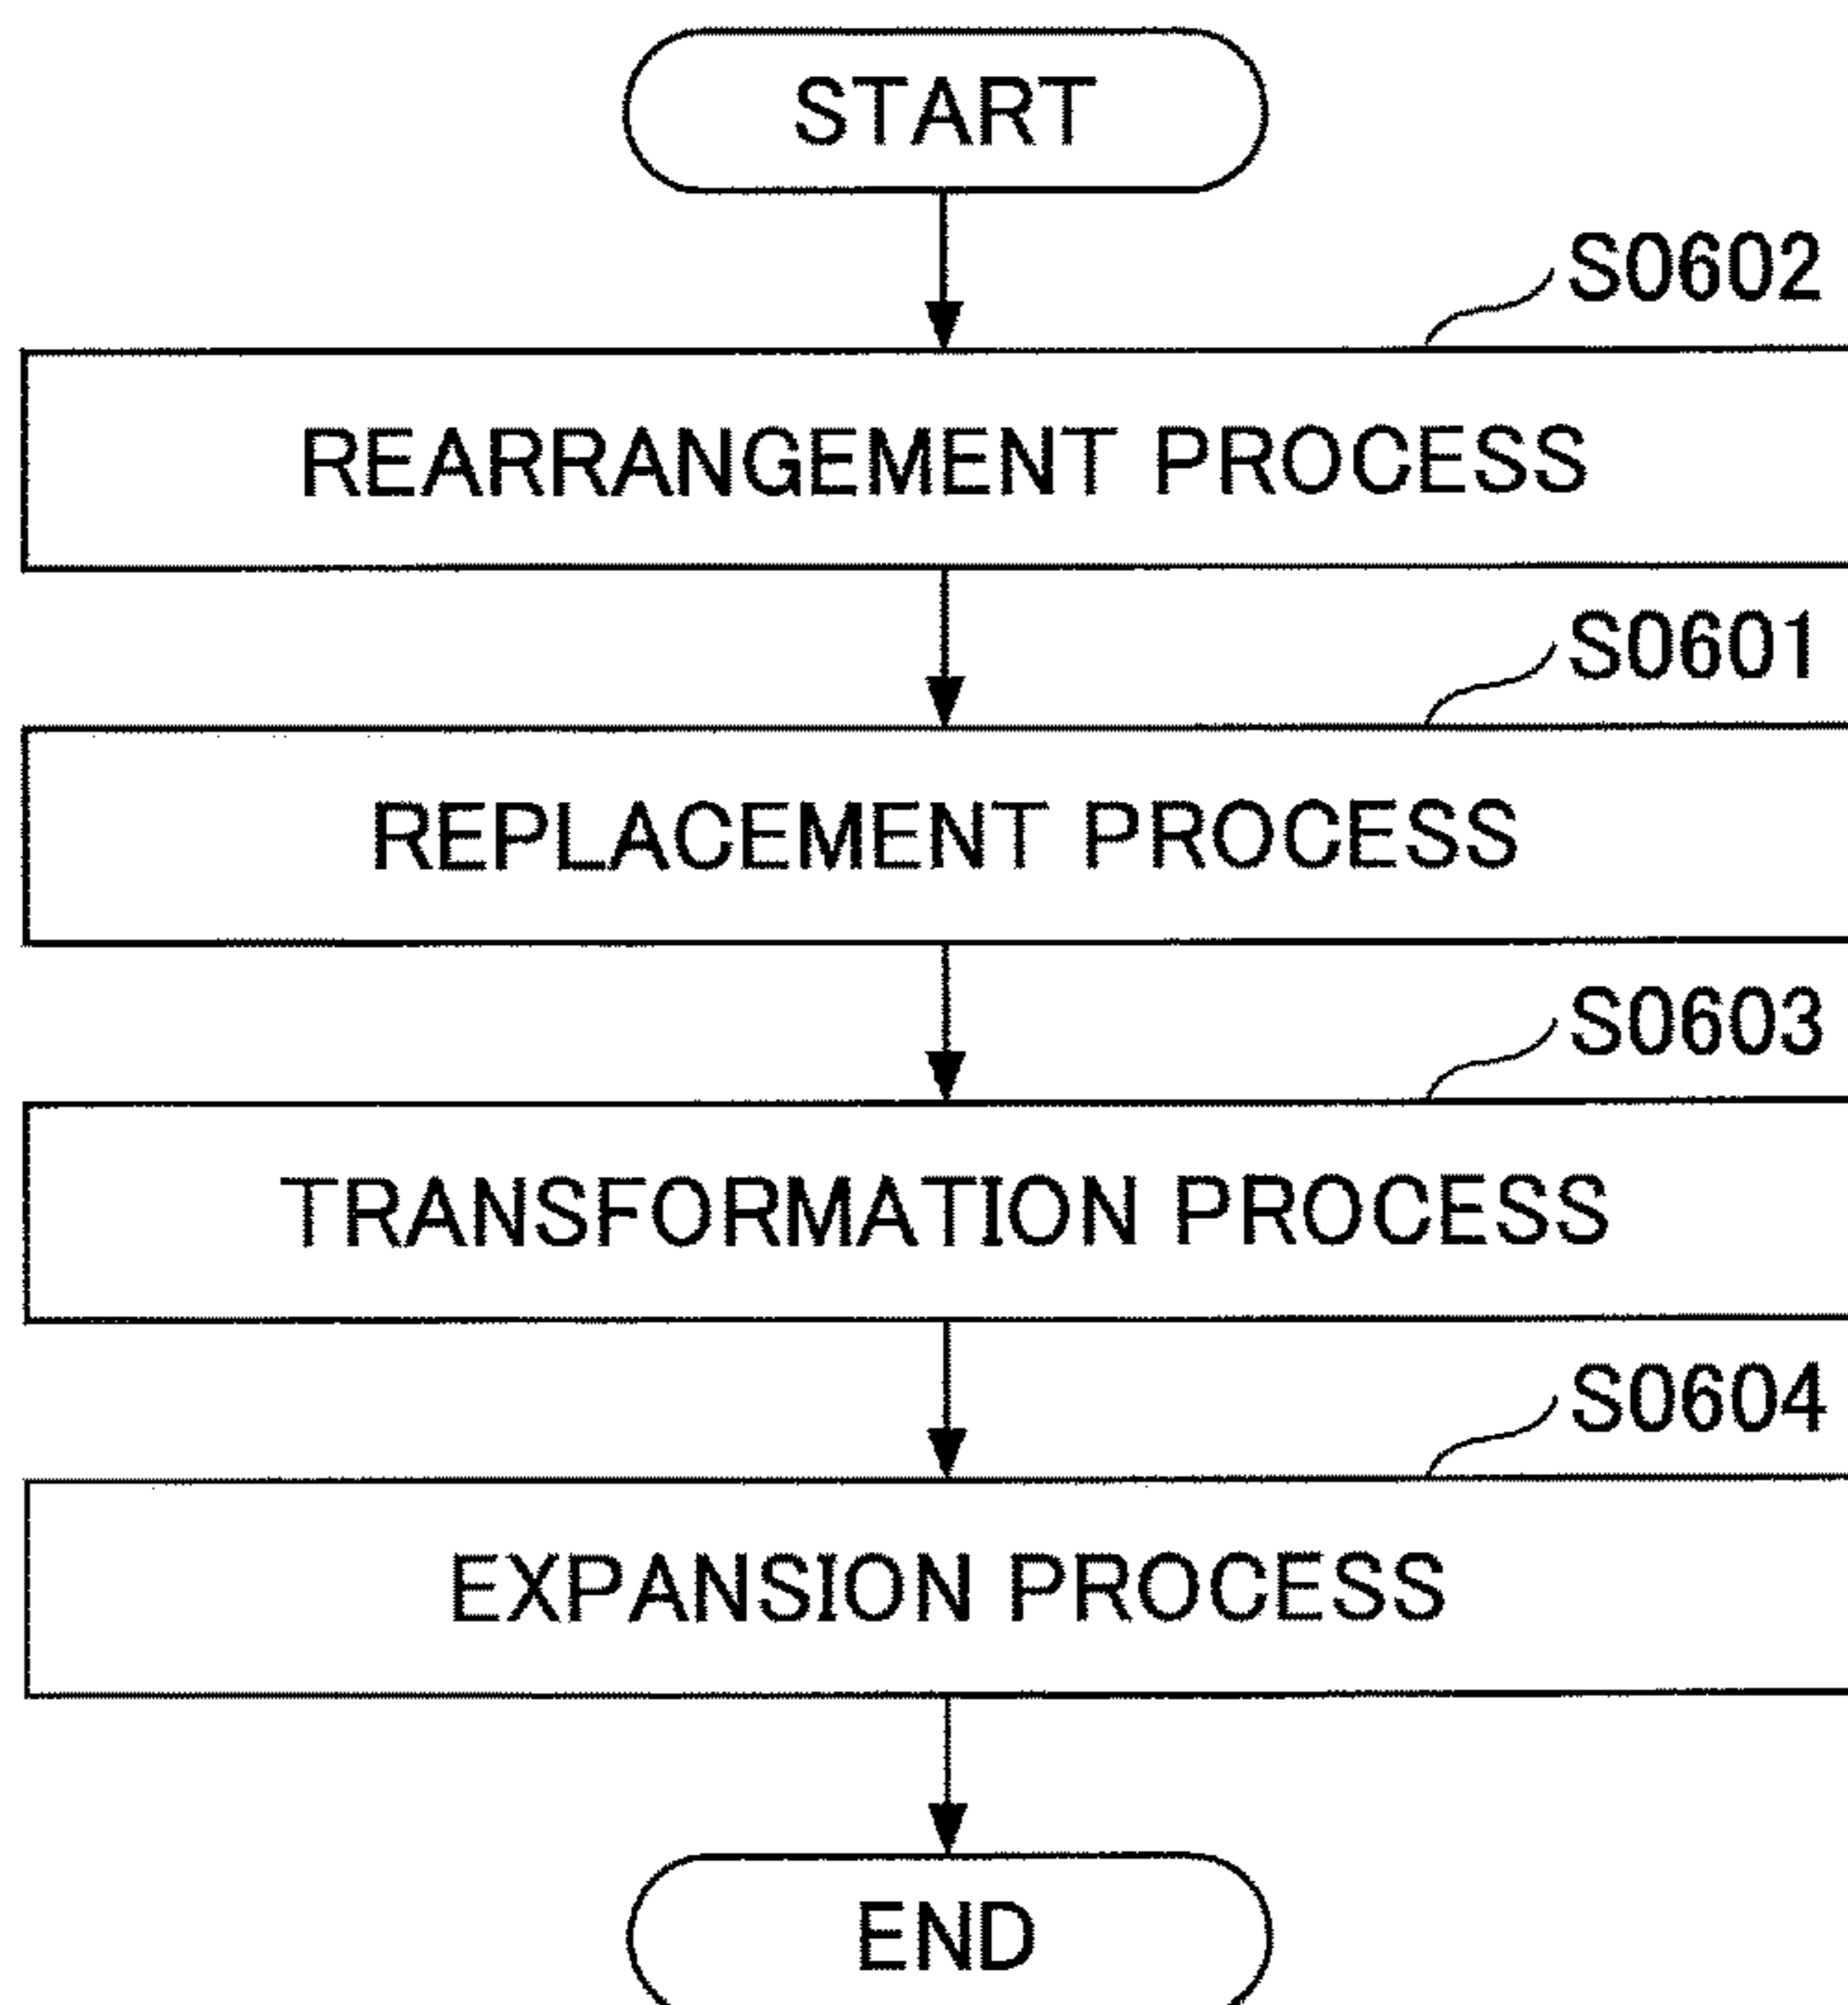 START
S0602
REARRANGEMENT PROCESS
S0601
REPLACEMENT PROCESS
S0603
TRANSFORMATION PROCESS
S0604
EXPANSION PROCESS
END